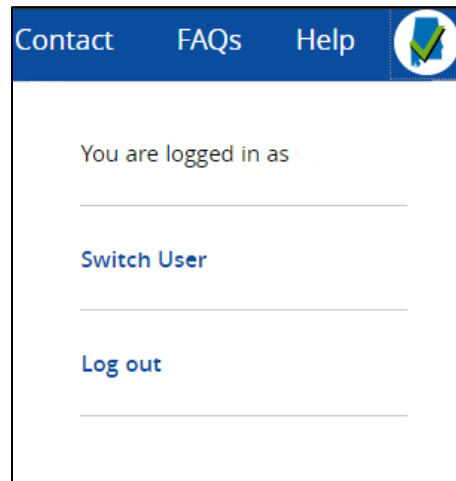 Contact FAQs Help
You are logged in as
Switch User
Log out